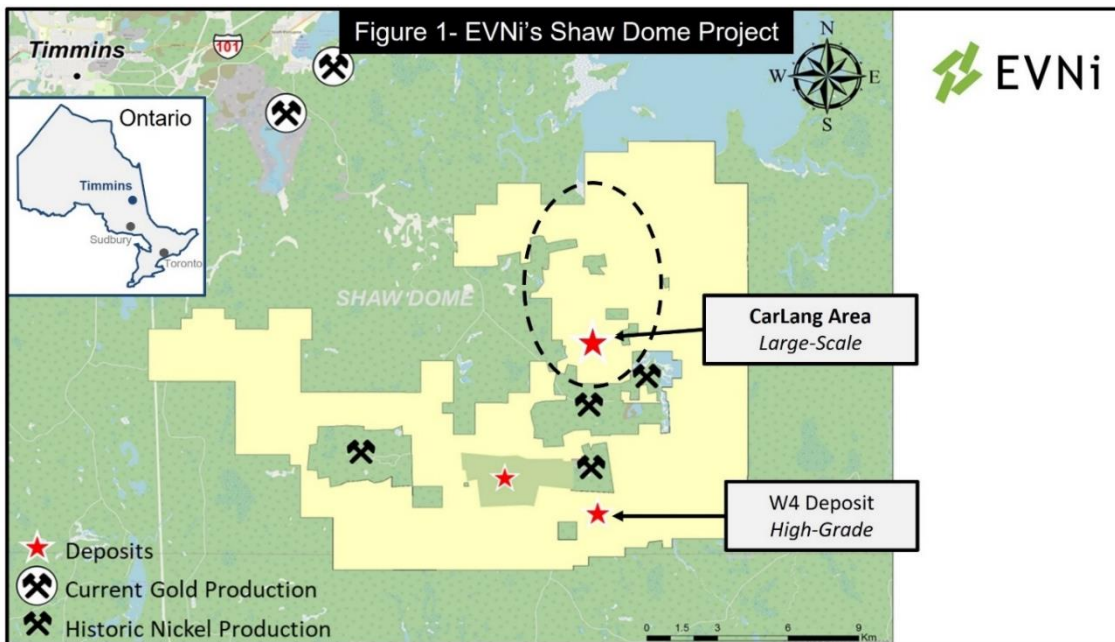 Figure 1- EVNi's Shaw Dome Project
EVNi
Timmins
101
N
W E
S
Ontario
Timmins
Sudbury
Toronto
SHAW DOME
CarLang Area
Large-Scale
W4 Deposit
High-Grade
Deposits
Current Gold Production
Historic Nickel Production
0 1.5 3 6 9
Km